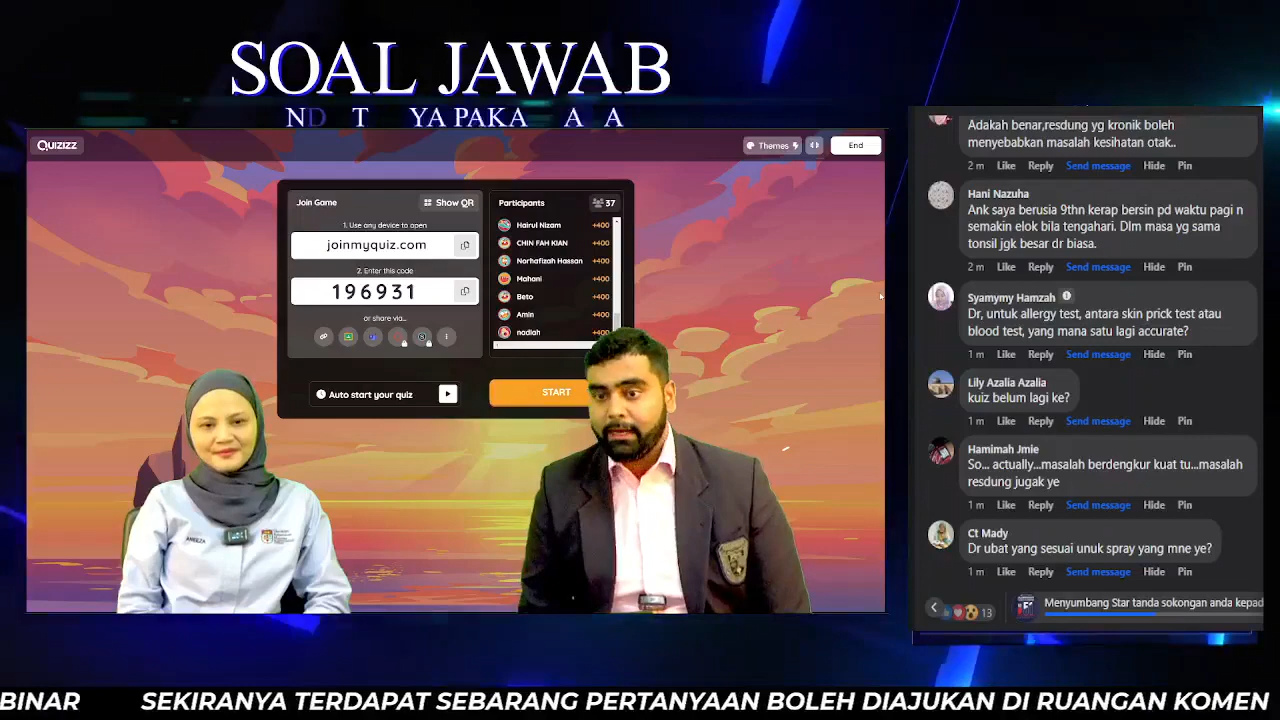 SOAL JAWAB
ND T YA PAKA A A
Quizizz
Themes
End
Join Game
Show QR
1. Use any device to open
joinmyquiz.com
2. Enter this code
196931
or share via...
Auto start your quiz
Participants
37
Hairul Nizam +400
CHIN FAH KIAN +400
Norhafizah Hassan +400
Mahani +400
Beto +400
Amin +400
nadiah +400
START
ANEEZA
Adakah benar,resdung yg kronik boleh
menyebabkan masalah kesihatan otak..
2 m Like Reply Send message Hide Pin
Hani Nazuha
Ank saya berusia 9thn kerap bersin pd waktu pagi n
semakin elok bila tengahari. Dlm masa yg sama
tonsil jgk besar dr biasa.
2 m Like Reply Send message Hide Pin
Syamymy Hamzah
Dr, untuk allergy test, antara skin prick test atau
blood test, yang mana satu lagi accurate?
1 m Like Reply Send message Hide Pin
Lily Azalia Azalia
kuiz belum lagi ke?
1 m Like Reply Send message Hide Pin
Hamimah Jmie
So... actually...masalah berdengkur kuat tu...masalah
resdung jugak ye
1 m Like Reply Send message Hide Pin
Ct Mady
Dr ubat yang sesuai unuk spray yang mne ye?
1 m Like Reply Send message Hide Pin
13
Menyumbang Star tanda sokongan anda kepad
BINAR SEKIRANYA TERDAPAT SEBARANG PERTANYAAN BOLEH DIAJUKAN DI RUANGAN KOMEN